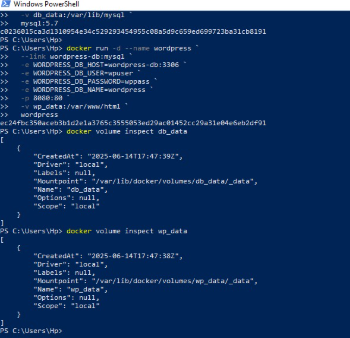 Windows PowerShell
>>   -v db_data:/var/lib/mysql `
>>   mysql:5.7
PS C:\Users\Hp> docker run -d --name wordpress `
>>   --link wordpress-db:mysql `
>>   -e WORDPRESS_DB_HOST=wordpress-db:3306 `
>>   -e WORDPRESS_DB_USER=wpuser `
>>   -e WORDPRESS_DB_PASSWORD=wppass `
>>   -e WORDPRESS_DB_NAME=wordpress `
>>   -p 8080:80 `
>>   -v wp_data:/var/www/html `
>>   wordpress
PS C:\Users\Hp> docker volume inspect db_data
[
    {
        "CreatedAt": "2025-06-14T17:47:39Z",
        "Driver": "local",
        "Labels": null,
        "Mountpoint": "/var/lib/docker/volumes/db_data/_data",
        "Name": "db_data",
        "Options": null,
        "Scope": "local"
    }
]
PS C:\Users\Hp> docker volume inspect wp_data
[
    {
        "CreatedAt": "2025-06-14T17:47:38Z",
        "Driver": "local",
        "Labels": null,
        "Mountpoint": "/var/lib/docker/volumes/wp_data/_data",
        "Name": "wp_data",
        "Options": null,
        "Scope": "local"
    }
]
PS C:\Users\Hp>